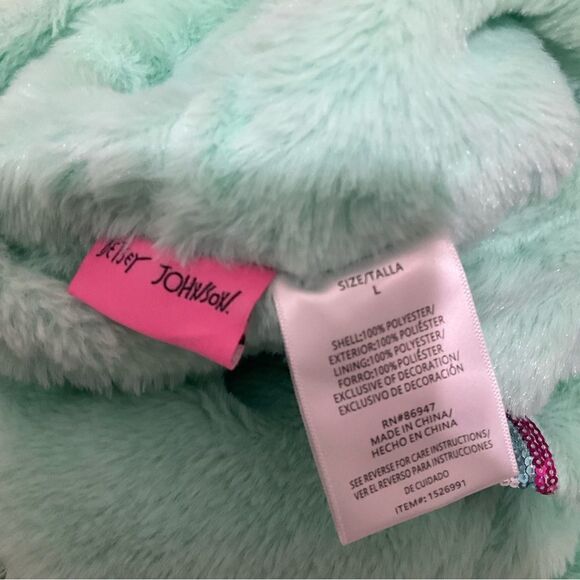 BETSEY JOHNSON.
SIZE/TALLA
L
SHELL:100% POLYESTER/
EXTERIOR:100% POLIÉSTER
LINING:100% POLYESTER/
FORRO:100% POLIÉSTER
EXCLUSIVE OF DECORATION/
EXCLUSIVO DE DECORACIÓN
RN#86947
MADE IN CHINA/
HECHO EN CHINA
SEE REVERSE FOR CARE INSTRUCTIONS/
VER EL REVERSO PARA INSTRUCCIONES
DE CUIDADO
ITEM#: 1526991